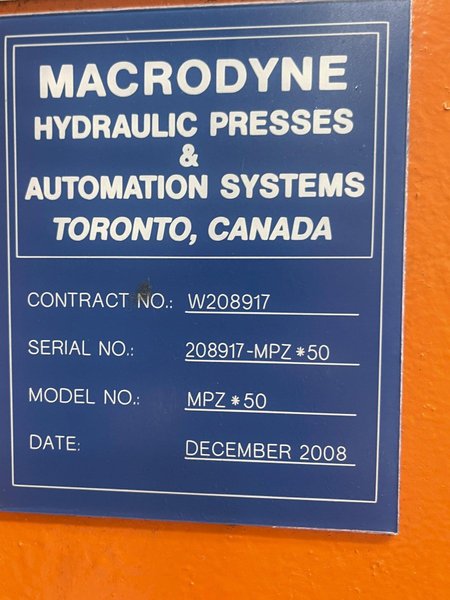 MACRODYNE
HYDRAULIC PRESSES
&
AUTOMATION SYSTEMS
TORONTO, CANADA
CONTRACT NO.: W208917
SERIAL NO.: 208917-MPZ*50
MODEL NO.: MPZ*50
DATE: DECEMBER 2008